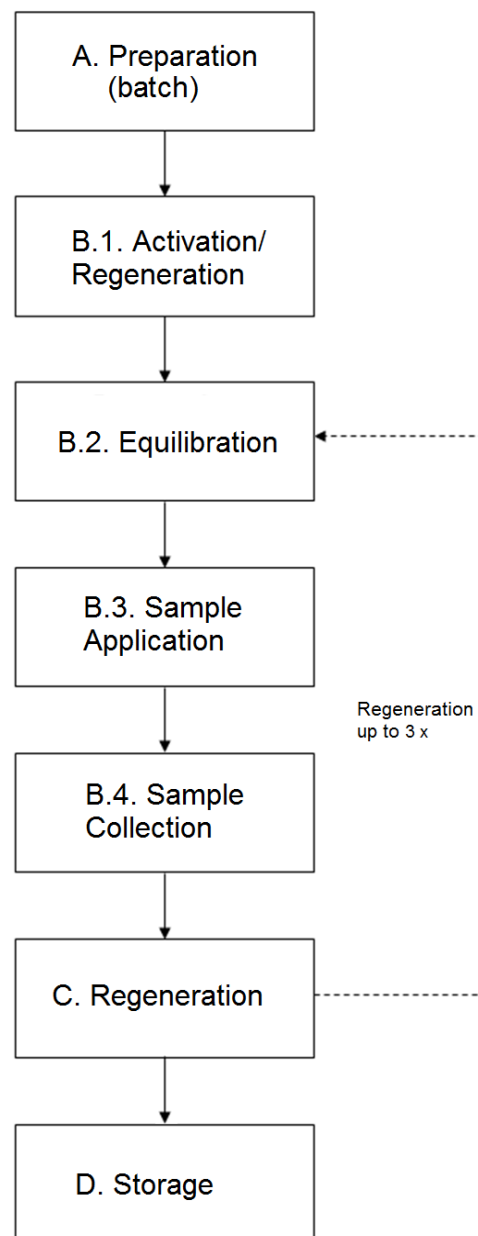 A. Preparation
(batch)
B.1. Activation/
Regeneration
B.2. Equilibration
B.3. Sample
Application
Regeneration
up to 3 x
B.4. Sample
Collection
C. Regeneration
D. Storage